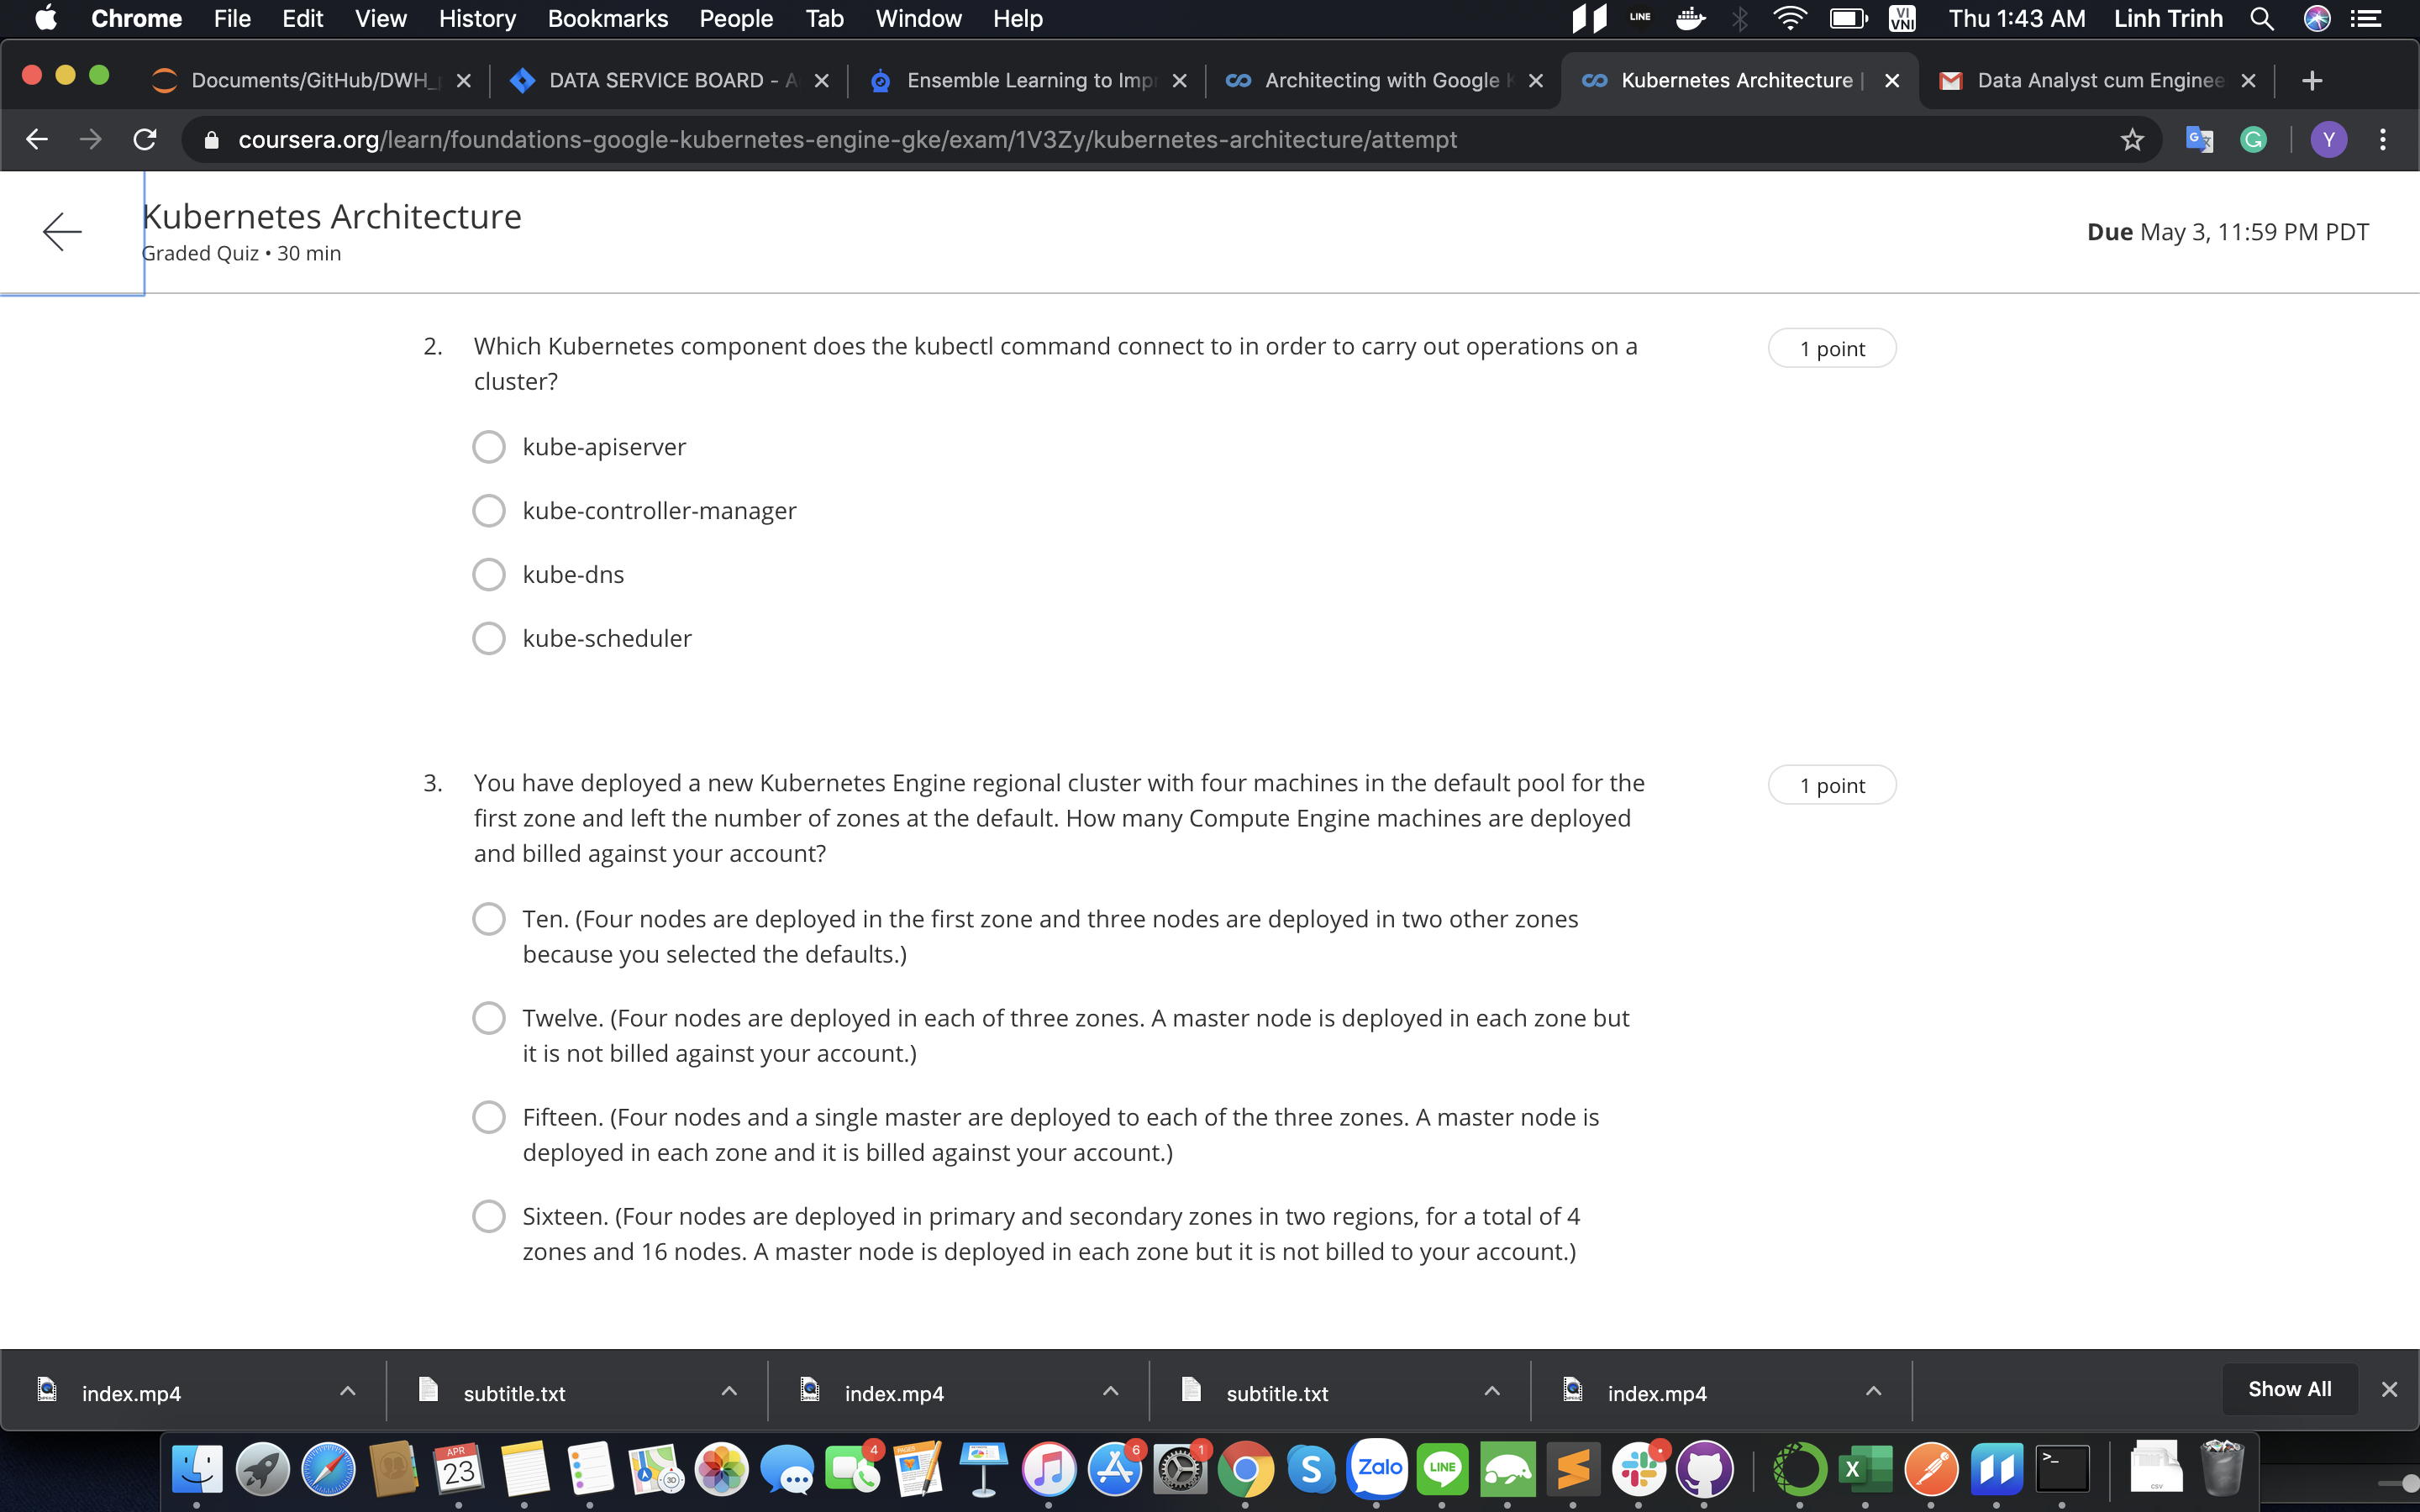 Chrome File Edit View History Bookmarks People Tab Window Help LINE VI VNI Thu 1:43 AM Linh Trinh
Documents/GitHub/DWH_ DATA SERVICE BOARD - A Ensemble Learning to Impr Architecting with Google K Kubernetes Architecture | Data Analyst cum Enginee
coursera.org/learn/foundations-google-kubernetes-engine-gke/exam/1V3Zy/kubernetes-architecture/attempt Y
Kubernetes Architecture
Graded Quiz • 30 min
Due May 3, 11:59 PM PDT
2. Which Kubernetes component does the kubectl command connect to in order to carry out operations on a
cluster?
1 point
kube-apiserver
kube-controller-manager
kube-dns
kube-scheduler
3. You have deployed a new Kubernetes Engine regional cluster with four machines in the default pool for the
first zone and left the number of zones at the default. How many Compute Engine machines are deployed
and billed against your account?
1 point
Ten. (Four nodes are deployed in the first zone and three nodes are deployed in two other zones
because you selected the defaults.)
Twelve. (Four nodes are deployed in each of three zones. A master node is deployed in each zone but
it is not billed against your account.)
Fifteen. (Four nodes and a single master are deployed to each of the three zones. A master node is
deployed in each zone and it is billed against your account.)
Sixteen. (Four nodes are deployed in primary and secondary zones in two regions, for a total of 4
zones and 16 nodes. A master node is deployed in each zone but it is not billed to your account.)
index.mp4 subtitle.txt index.mp4 subtitle.txt index.mp4 Show All
APR 23 3D 4 PAGES 6 1 S Zalo LINE X >_ CSV